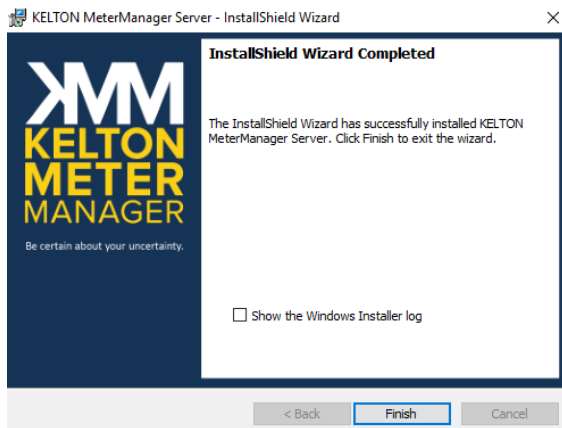 KELTON MeterManager Server - InstallShield Wizard
KMM
KELTON
METER
MANAGER
Be certain about your uncertainty.
InstallShield Wizard Completed
The InstallShield Wizard has successfully installed KELTON
MeterManager Server. Click Finish to exit the wizard.
Show the Windows Installer log
< Back
Finish
Cancel